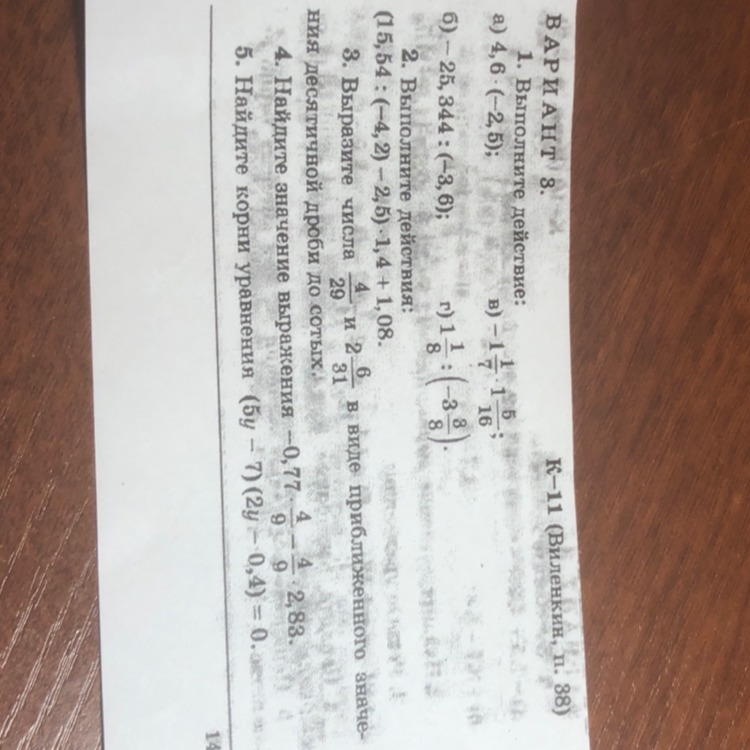 ВАРИАНТ 3. К–11 (Виленкин, п. 38)
1. Выполните действие:
а) 4,6 · (−2,5); в) −1 1/7 · 1 5/16;
б) − 25,344 : (−3,6); г) 1 1/8 : (−3 3/8).
2. Выполните действия:
(15,54 : (−4,2) − 2,5) · 1,4 + 1,08.
3. Выразите числа 4/29 и 2 6/31 в виде приближенного значе-
ния десятичной дроби до сотых.
4. Найдите значение выражения −0,77 · 4/9 − 4/9 · 2,83.
5. Найдите корни уравнения (5y − 7)(2y − 0,4) = 0.
14